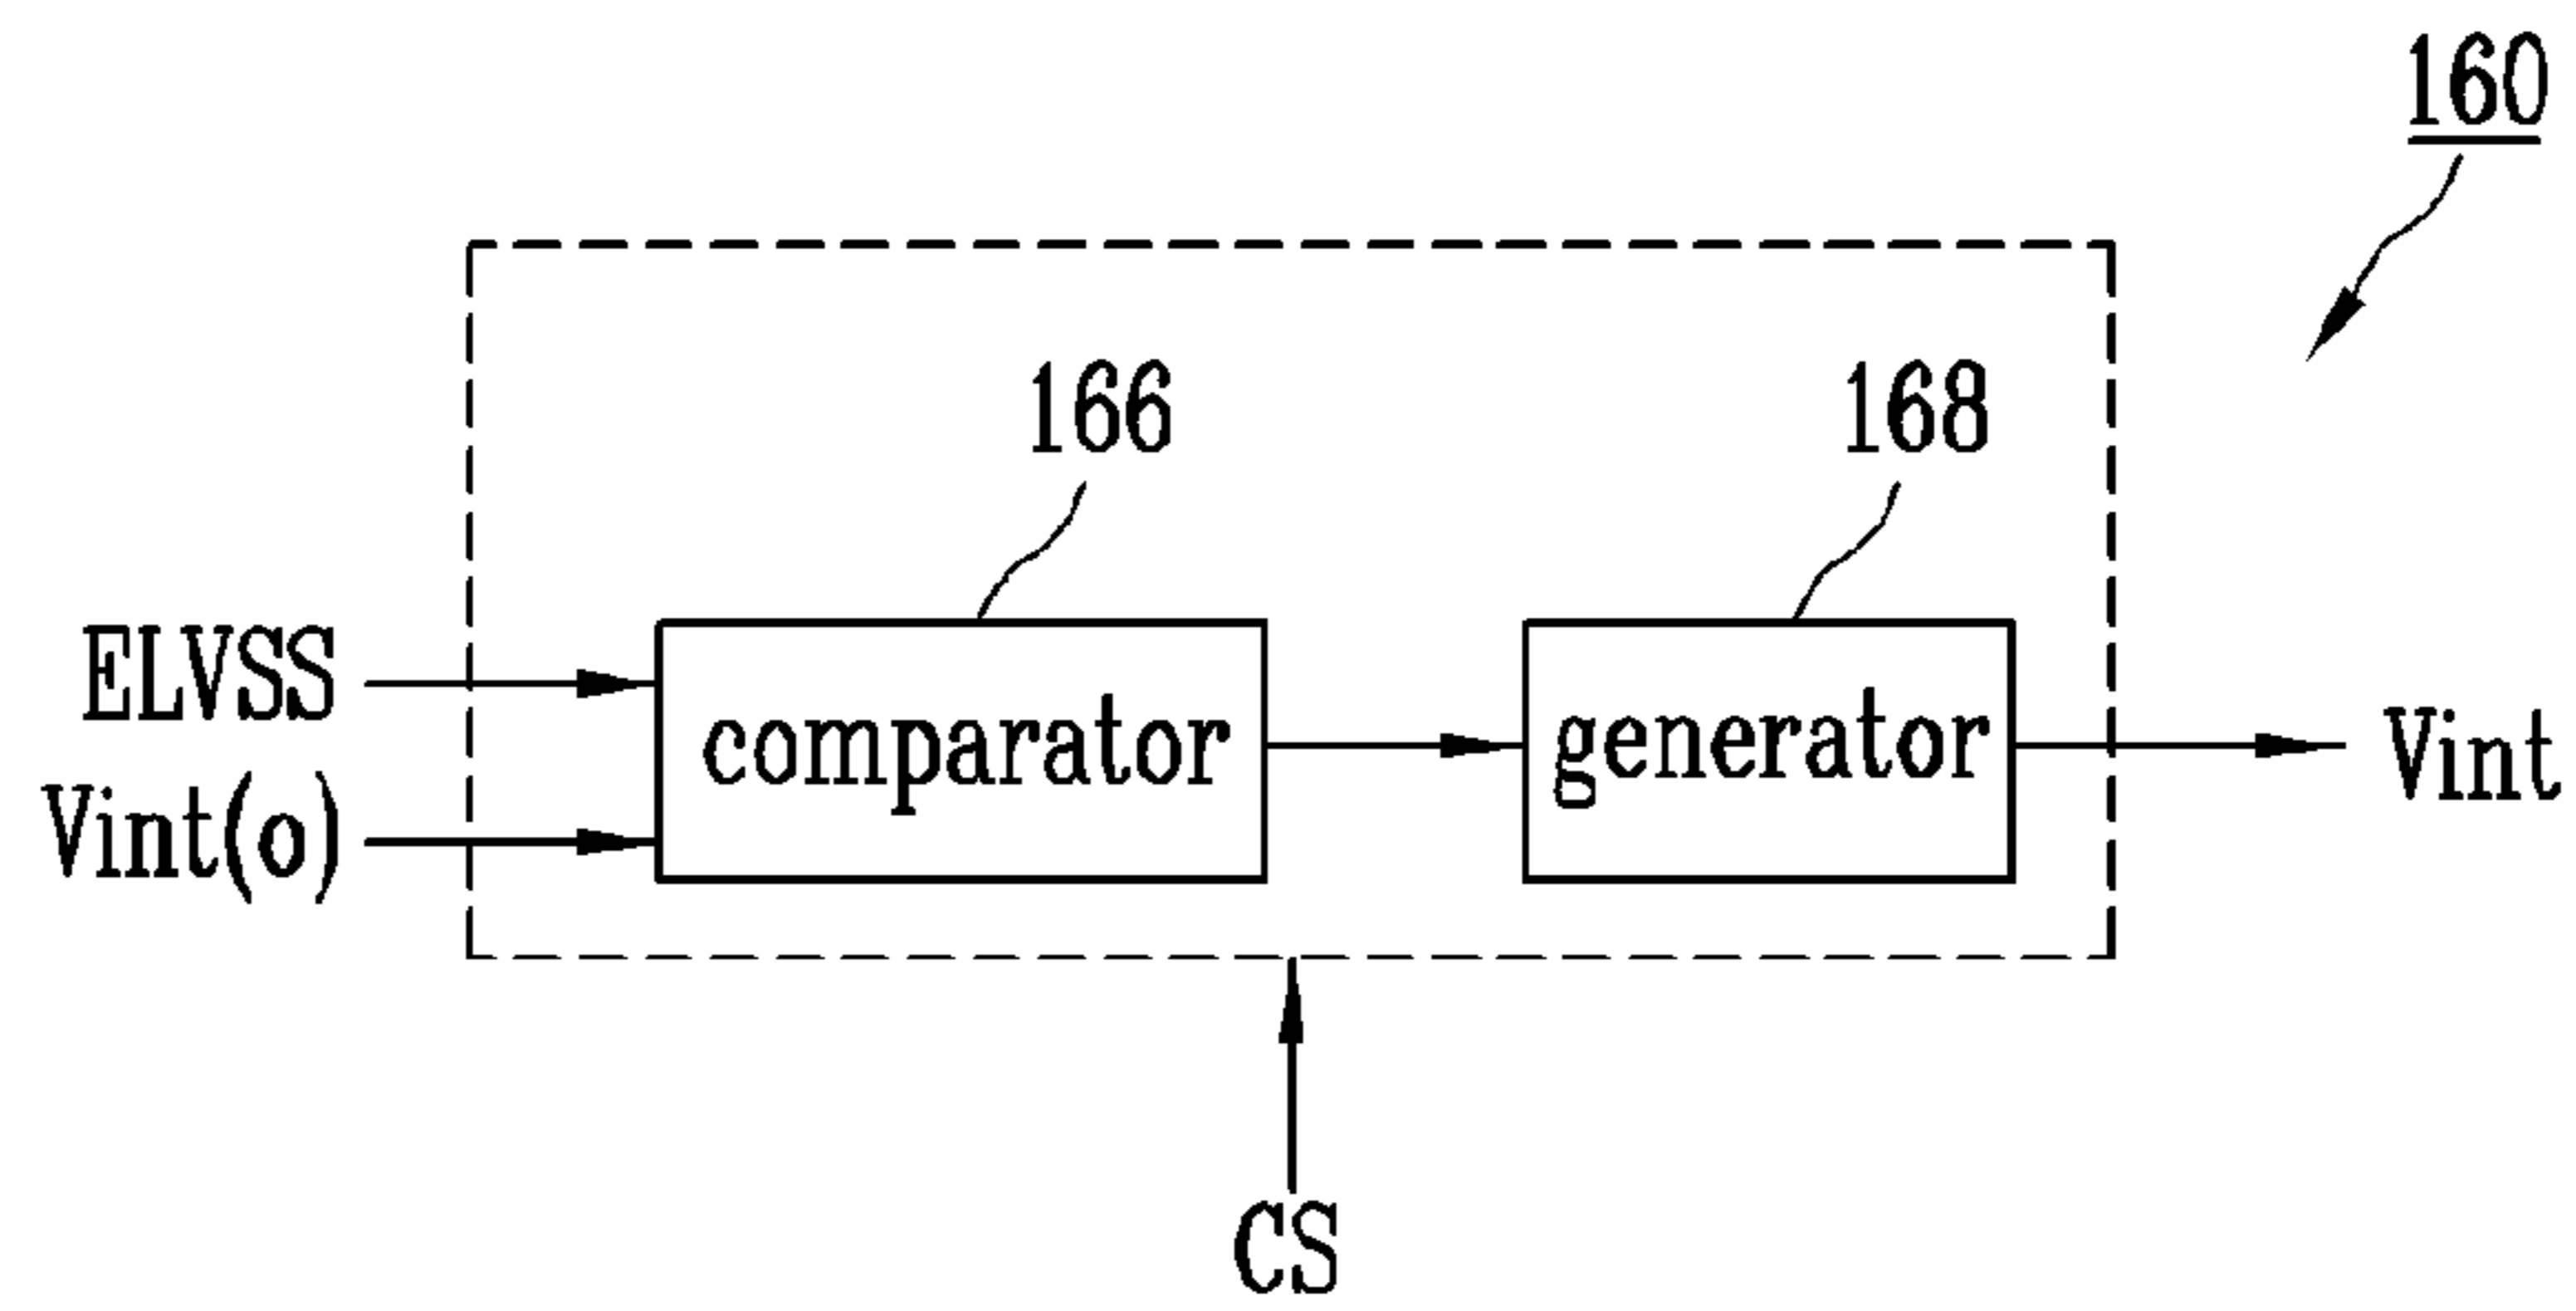 160
166
168
ELVSS
Vint(o)
comparator
generator
Vint
CS